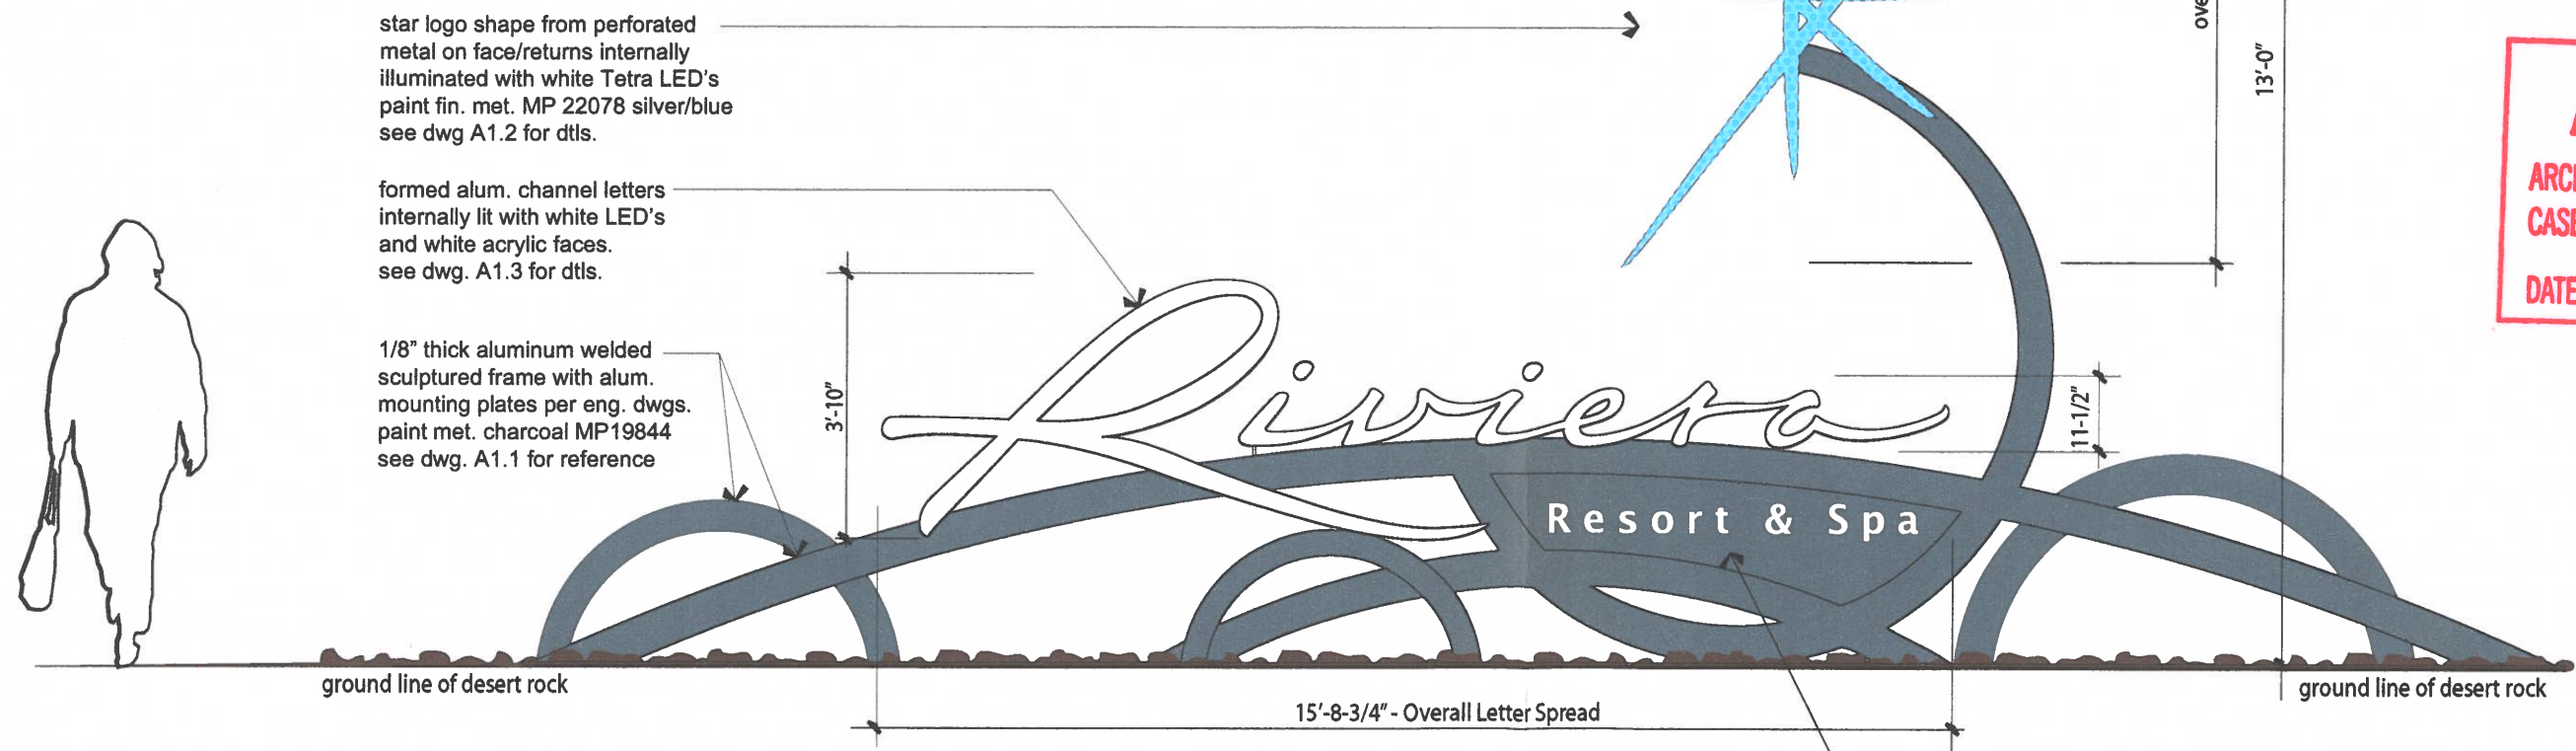 star logo shape from perforated
metal on face/returns internally
illuminated with white Tetra LED's
paint fin. met. MP 22078 silver/blue
see dwg A1.2 for dtls.
formed alum. channel letters
internally lit with white LED's
and white acrylic faces.
see dwg. A1.3 for dtls.
1/8" thick aluminum welded
sculptured frame with alum.
mounting plates per eng. dwgs.
paint met. charcoal MP19844
see dwg. A1.1 for reference
3'-10"
Riviera
Resort & Spa
11-1/2"
13'-0"
DATE
ground line of desert rock
15'-8-3/4" - Overall Letter Spread
ground line of desert rock